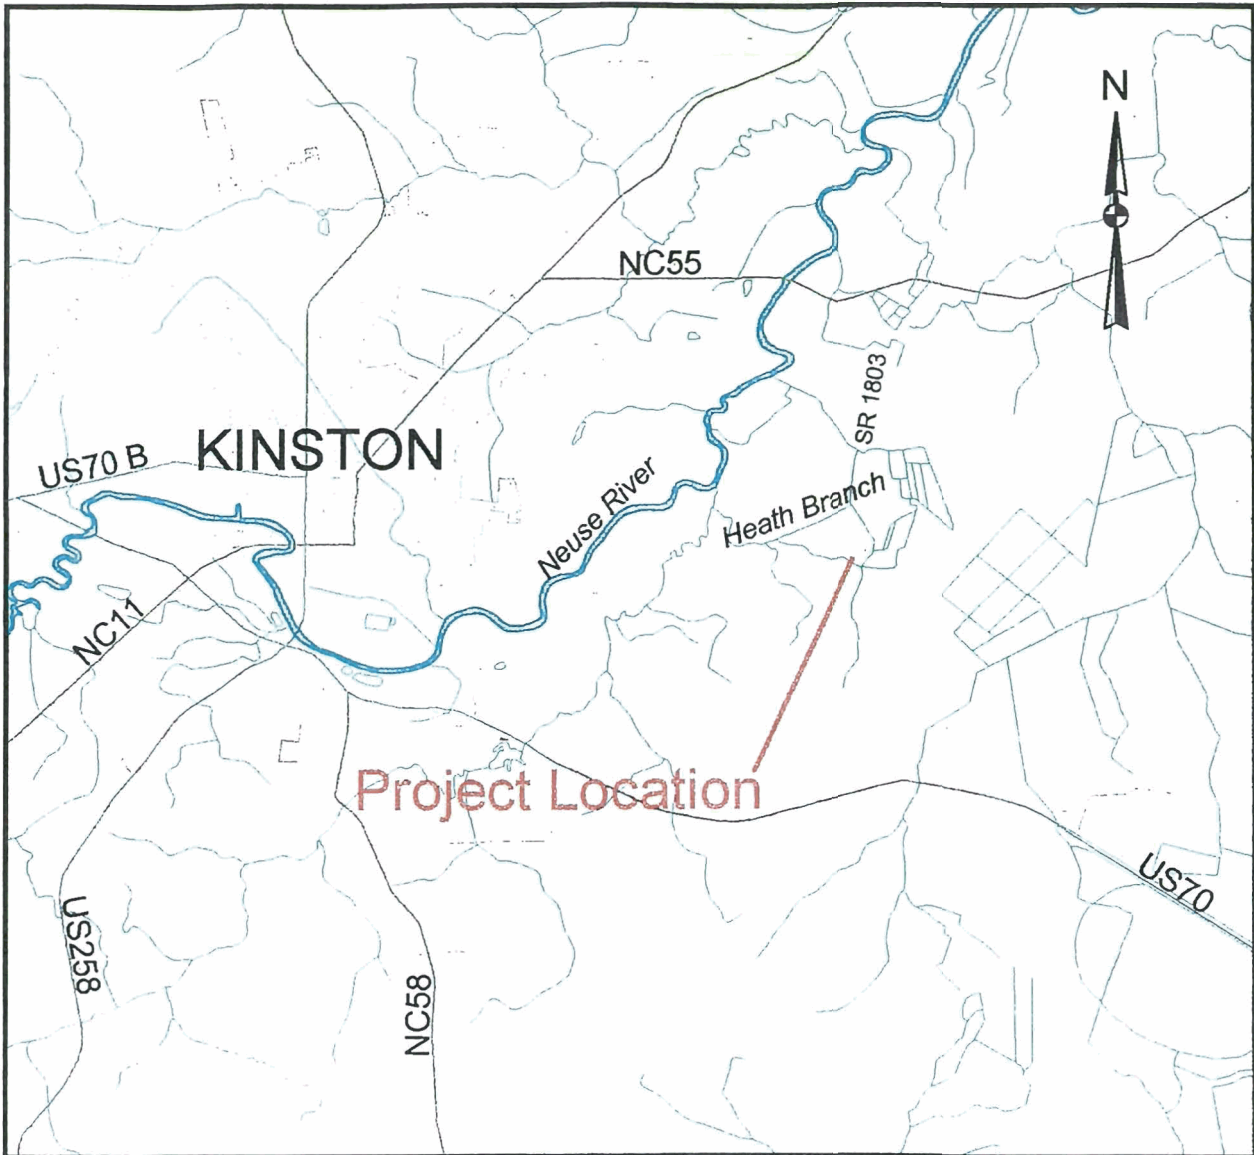 N
NC55
SR 1803
US70 B
KINSTON
Neuse River
Heath Branch
NC11
Project Location
US70
US258
NC58